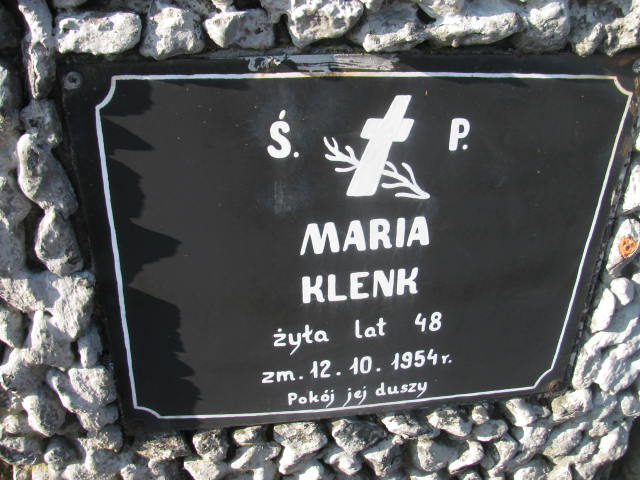 Ś. P.
MARIA
KLENK
żyła lat 48
zm. 12. 10. 1954 r.
Pokój jej duszy